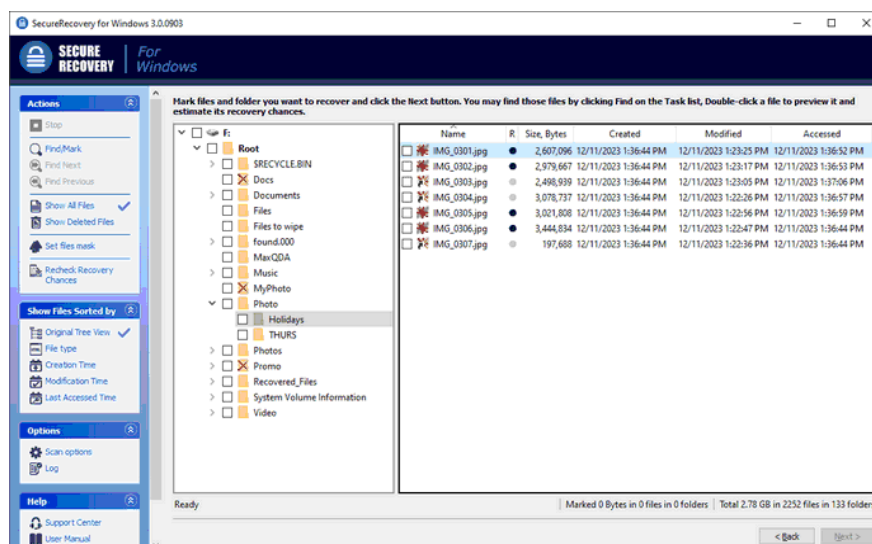 SecureRecovery for Windows 3.0.0903
SECURE
RECOVERY
For
Windows
Actions
Stop
Find/Mark
Find Next
Find Previous
Show All Files
Show Deleted Files
Set files mask
Recheck Recovery
Chances
Show Files Sorted by
Original Tree View
File type
Creation Time
Modification Time
Last Accessed Time
Options
Scan options
Log
Help
Support Center
User Manual
Mark files and folder you want to recover and click the Next button. You may find those files by clicking Find on the Task list, Double-click a file to preview it and
estimate its recovery chances.
F:
Root
$RECYCLE.BIN
Docs
Documents
Files
Files to wipe
found.000
MaxQDA
Music
MyPhoto
Photo
Holidays
THURS
Photos
Promo
Recovered_Files
System Volume Information
Video
Name R Size, Bytes Created Modified Accessed
IMG_0301.jpg 2,607,096 12/11/2023 1:36:44 PM 12/11/2023 1:23:25 PM 12/11/2023 1:36:52 PM
IMG_0302.jpg 2,979,667 12/11/2023 1:36:44 PM 12/11/2023 1:23:17 PM 12/11/2023 1:36:53 PM
IMG_0303.jpg 2,498,939 12/11/2023 1:36:44 PM 12/11/2023 1:23:05 PM 12/11/2023 1:37:06 PM
IMG_0304.jpg 3,078,737 12/11/2023 1:36:44 PM 12/11/2023 1:22:26 PM 12/11/2023 1:36:57 PM
IMG_0305.jpg 3,021,808 12/11/2023 1:36:44 PM 12/11/2023 1:22:56 PM 12/11/2023 1:36:59 PM
IMG_0306.jpg 3,444,834 12/11/2023 1:36:44 PM 12/11/2023 1:22:47 PM 12/11/2023 1:36:44 PM
IMG_0307.jpg 197,688 12/11/2023 1:36:44 PM 12/11/2023 1:22:36 PM 12/11/2023 1:36:44 PM
Ready
Marked 0 Bytes in 0 files in 0 folders
Total 2.78 GB in 2252 files in 133 folders
< Back
Next >